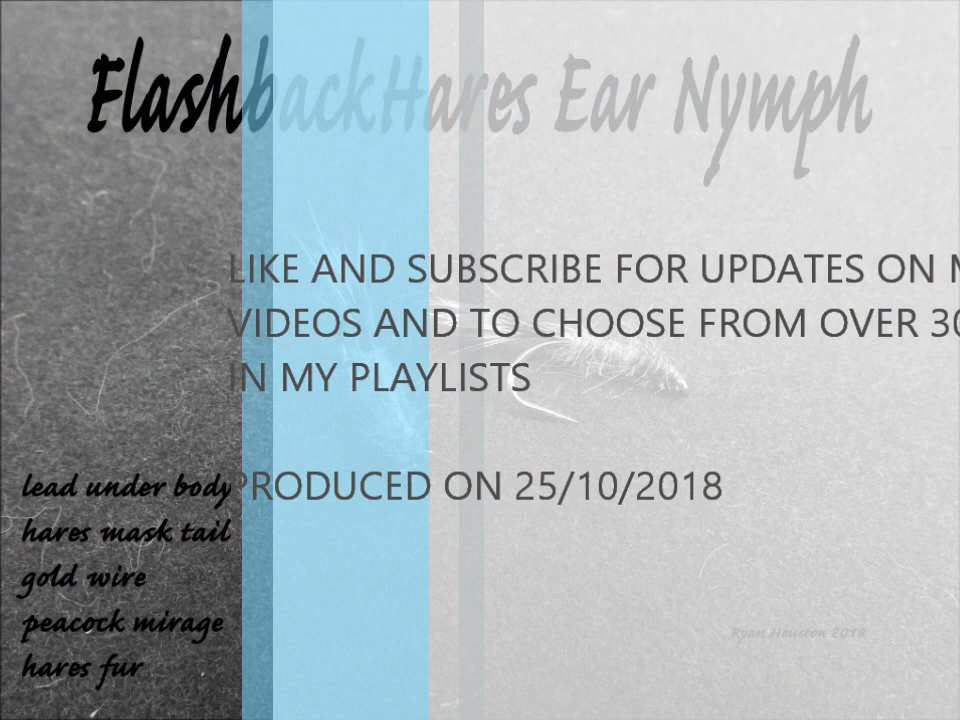 FlashbackHares Ear Nymph
LIKE AND SUBSCRIBE FOR UPDATES ON
VIDEOS AND TO CHOOSE FROM OVER 30
IN MY PLAYLISTS
PRODUCED ON 25/10/2018
lead under body
hares mask tail
gold wire
peacock mirage
hares fur
Ryan Houston 2018